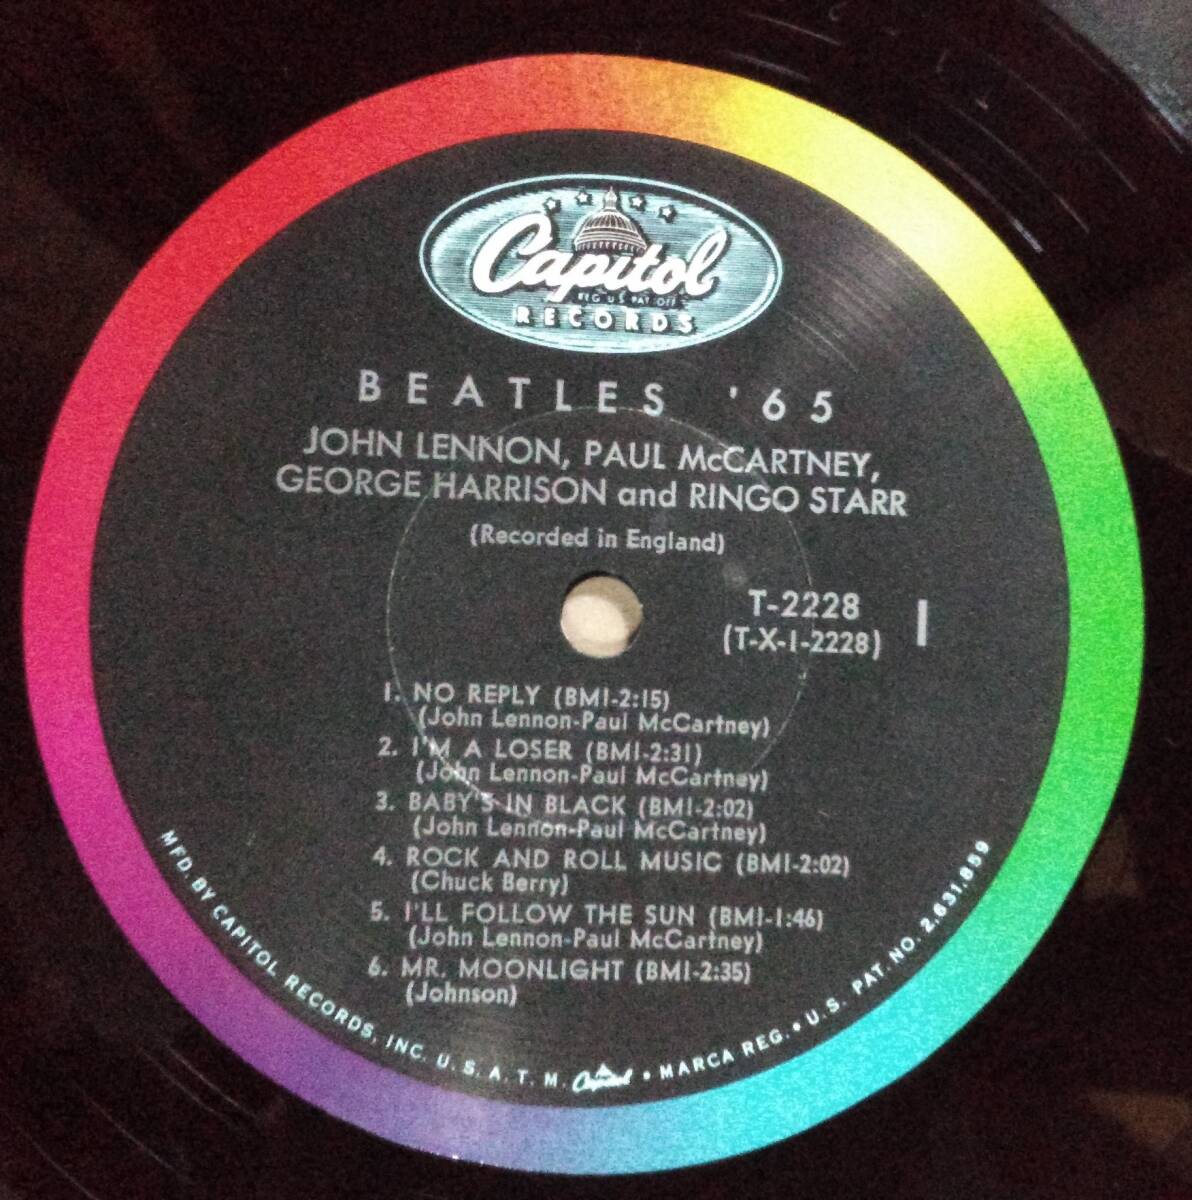 Capitol
REG. U.S. PAT. OFF.
RECORDS
BEATLES '65
JOHN LENNON, PAUL McCARTNEY,
GEORGE HARRISON and RINGO STARR
(Recorded in England)
T-2228
(T-X-1-2228)
1
1. NO REPLY (BMI-2:15)
(John Lennon-Paul McCartney)
2. I'M A LOSER (BMI-2:31)
(John Lennon-Paul McCartney)
3. BABY'S IN BLACK (BMI-2:02)
(John Lennon-Paul McCartney)
4. ROCK AND ROLL MUSIC (BMI-2:02)
(Chuck Berry)
5. I'LL FOLLOW THE SUN (BMI-1:46)
(John Lennon-Paul McCartney)
6. MR. MOONLIGHT (BMI-2:35)
(Johnson)
MFD. BY CAPITOL RECORDS, INC. U. S. A. T. M. Capitol • MARCA REG. • U.S. PAT. NO. 2,631,859